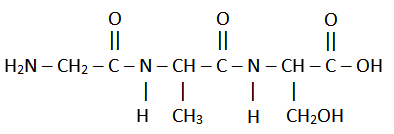 O O O
|| || ||
H₂N – CH₂ – C – N – CH – C – N – CH – C – OH
| | | |
H CH₃ H CH₂OH